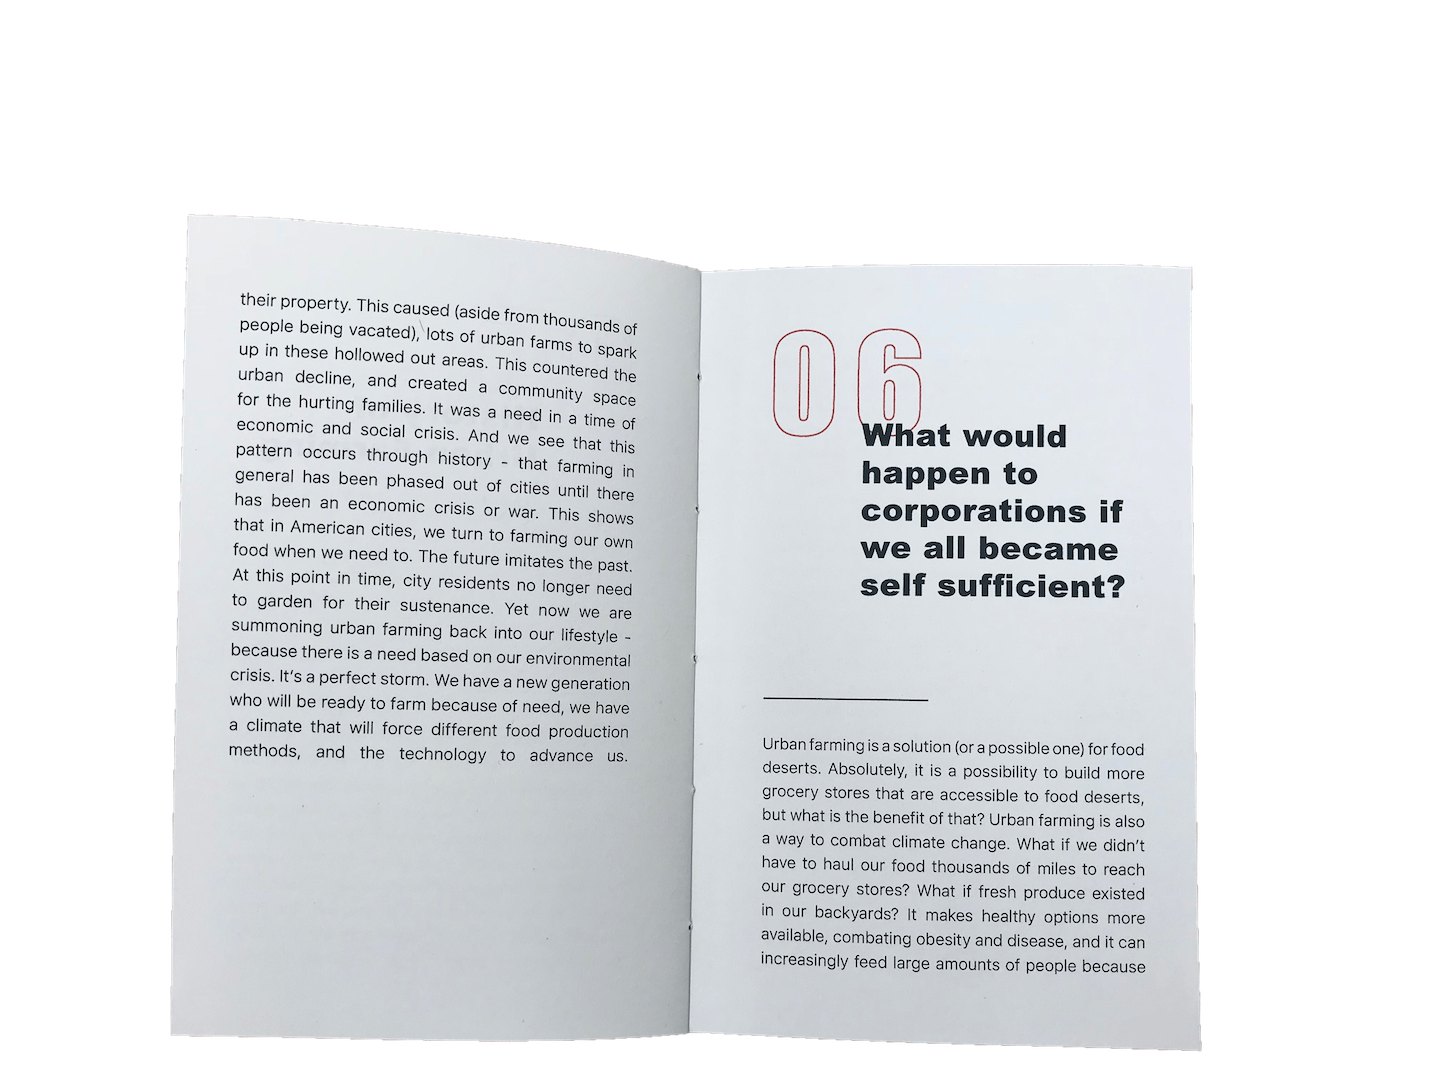 their property. This caused (aside from thousands of
people being vacated), lots of urban farms to spark
up in these hollowed out areas. This countered the
urban decline, and created a community space
for the hurting families. It was a need in a time of
economic and social crisis. And we see that this
pattern occurs through history - that farming in
general has been phased out of cities until there
has been an economic crisis or war. This shows
that in American cities, we turn to farming our own
food when we need to. The future imitates the past.
At this point in time, city residents no longer need
to garden for their sustenance. Yet now we are
summoning urban farming back into our lifestyle -
because there is a need based on our environmental
crisis. It's a perfect storm. We have a new generation
who will be ready to farm because of need, we have
a climate that will force different food production
methods, and the technology to advance us.
06
What would
happen to
corporations if
we all became
self sufficient?
Urban farming is a solution (or a possible one) for food
deserts. Absolutely, it is a possibility to build more
grocery stores that are accessible to food deserts,
but what is the benefit of that? Urban farming is also
a way to combat climate change. What if we didn't
have to haul our food thousands of miles to reach
our grocery stores? What if fresh produce existed
in our backyards? It makes healthy options more
available, combating obesity and disease, and it can
increasingly feed large amounts of people because